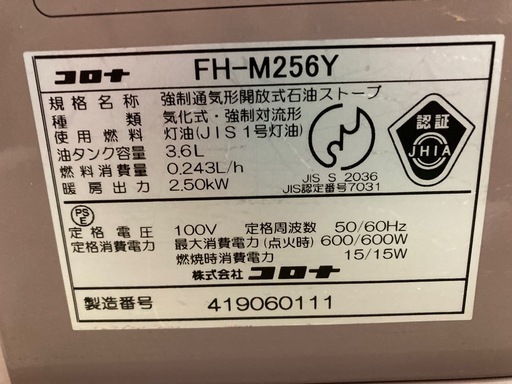 コロナ FH-M256Y
規格名称 強制通気形開放式石油ストーブ
種類 気化式・強制対流形
使用燃料 灯油(JIS1号灯油)
油タンク容量 3.6L
燃料消費量 0.243L/h
暖房出力 2.50kW
JIS S 2036
JIS認定番号7031
認証
JHIA
PS
E
定格電圧 100V 定格周波数 50/60Hz
定格消費電力 最大消費電力(点火時) 600/600W
燃焼時消費電力 15/15W
株式会社 コロナ
製造番号 419060111